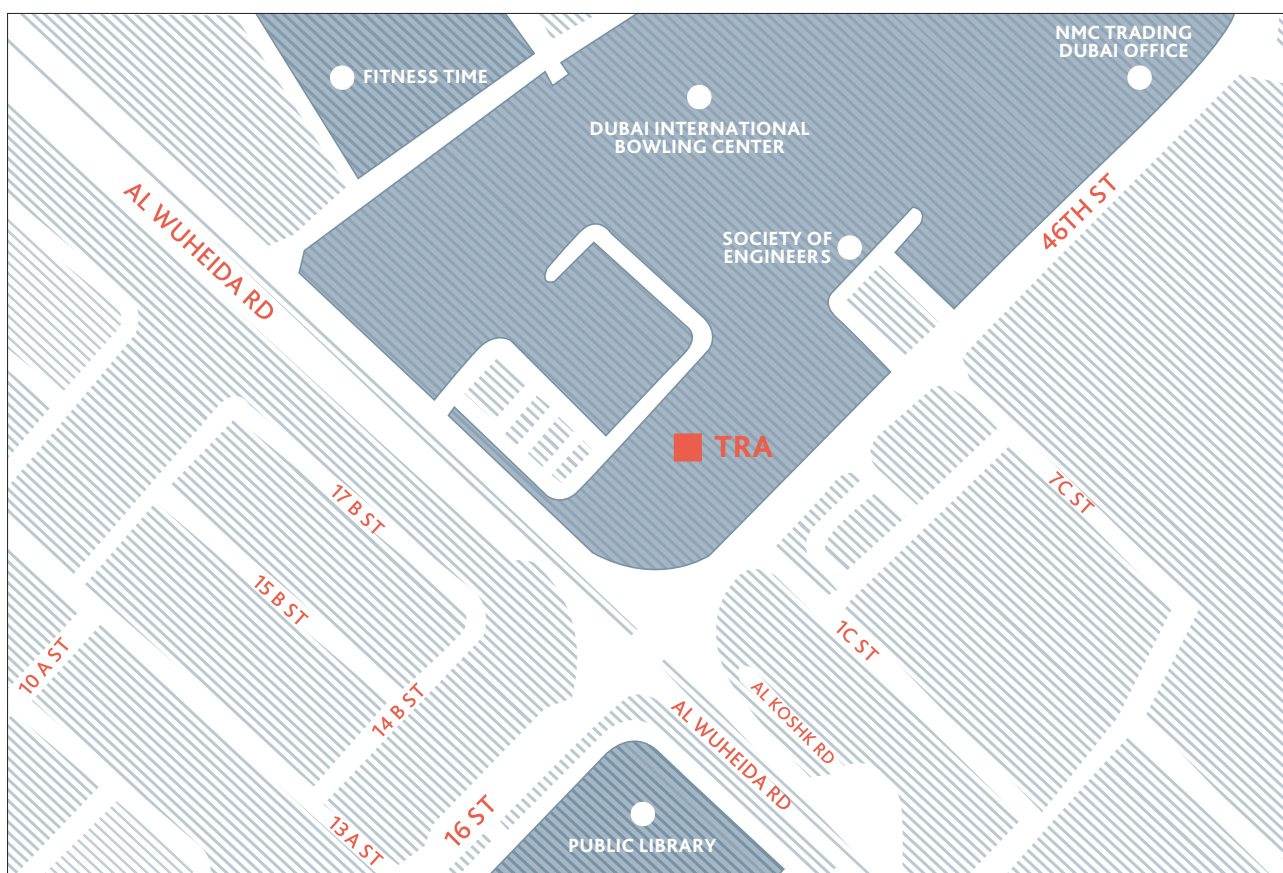 NMC TRADING
DUBAI OFFICE
FITNESS TIME
DUBAI INTERNATIONAL
BOWLING CENTER
AL WUHEIDA RD
46TH ST
SOCIETY OF
ENGINEERS
TRA
7C ST
17 B ST
15 B ST
1C ST
10 A ST
14 B ST
AL KOSHK RD
AL WUHEIDA RD
16 ST
13 A ST
PUBLIC LIBRARY